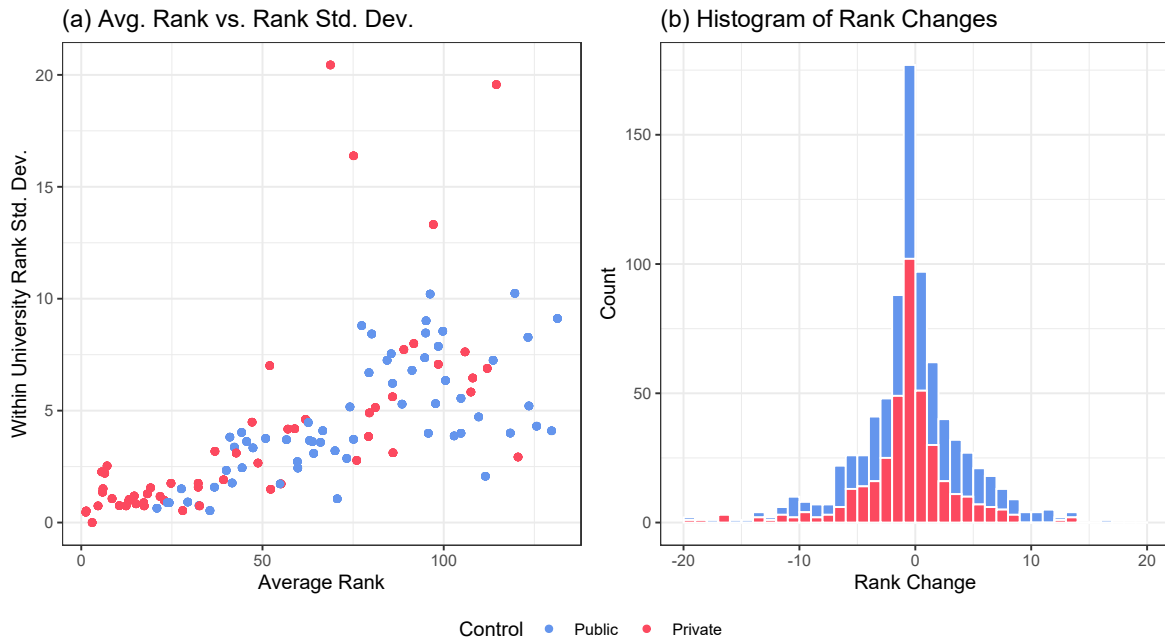 (a) Avg. Rank vs. Rank Std. Dev.
Within University Rank Std. Dev.
20
15
10
5
0
0
50
100
Average Rank
(b) Histogram of Rank Changes
Count
150
100
50
0
-20
-10
0
10
20
Rank Change
Control
Public
Private